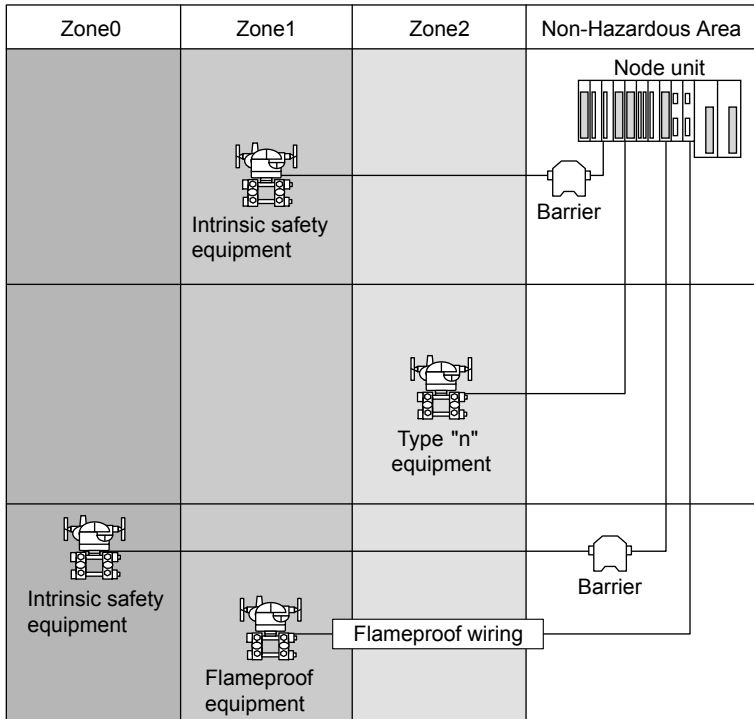 Zone0
Zone1
Zone2
Non-Hazardous Area
Node unit
Barrier
Intrinsic safety
equipment
Type "n"
equipment
Barrier
Intrinsic safety
equipment
Flameproof wiring
Flameproof
equipment